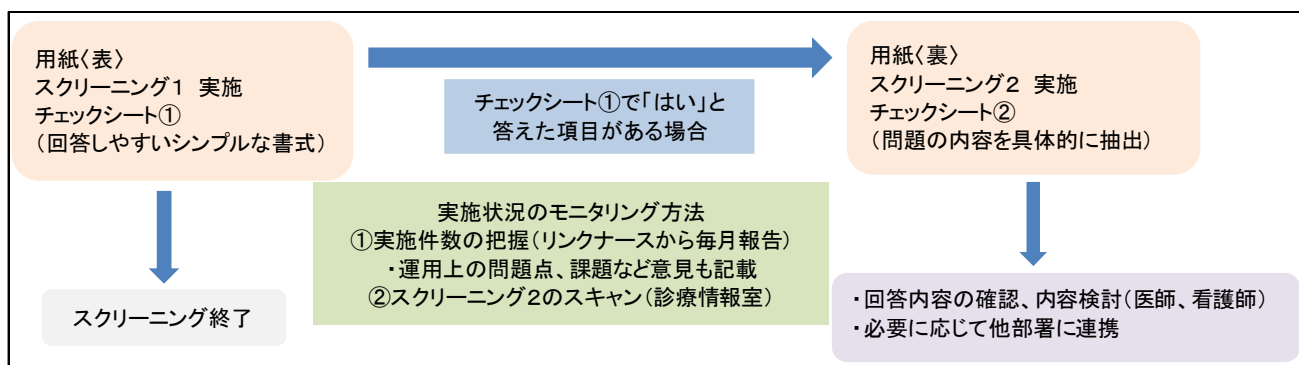 用紙〈表〉
スクリーニング1　実施
チェックシート①
(回答しやすいシンプルな書式)
チェックシート①で「はい」と
答えた項目がある場合
用紙〈裏〉
スクリーニング2　実施
チェックシート②
(問題の内容を具体的に抽出)
実施状況のモニタリング方法
①実施件数の把握(リンクナースから毎月報告)
・運用上の問題点、課題など意見も記載
②スクリーニング2のスキャン(診療情報室)
スクリーニング終了
・回答内容の確認、内容検討(医師、看護師)
・必要に応じて他部署に連携